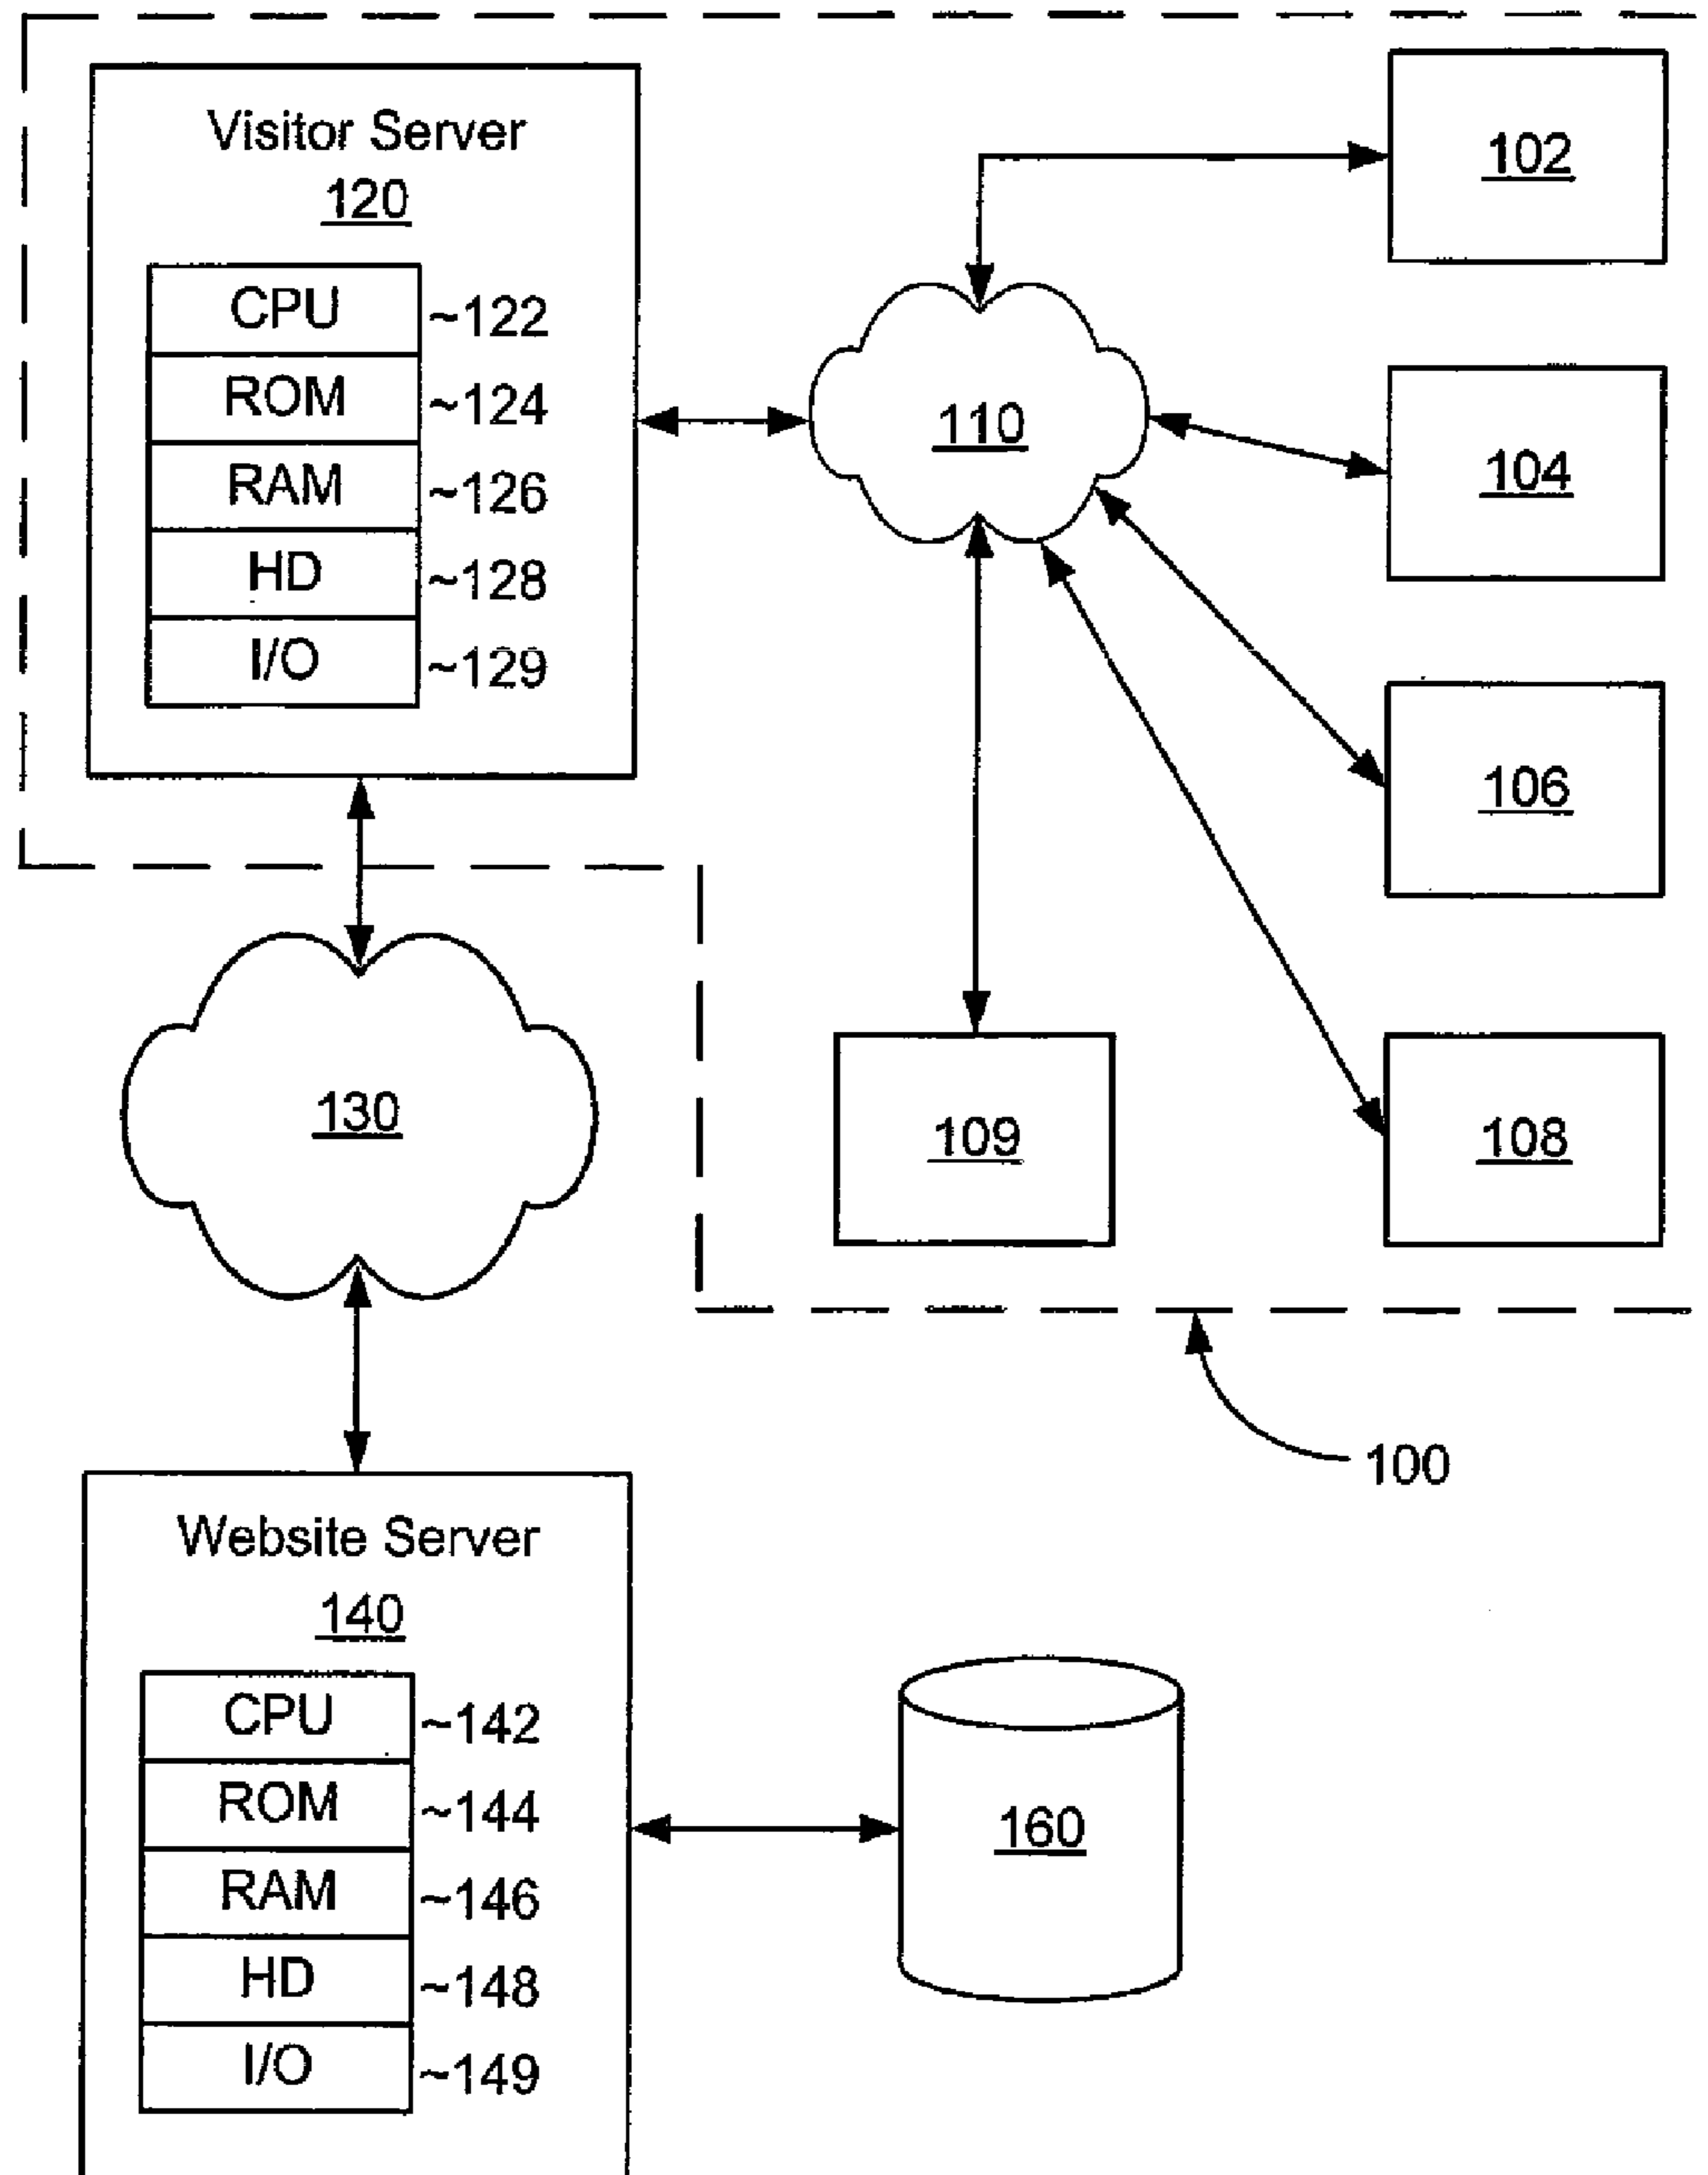 Visitor Server
120
CPU ~122
ROM ~124
RAM ~126
HD ~128
I/O ~129
102
110
104
106
109
108
130
100
Website Server
140
CPU ~142
ROM ~144
RAM ~146
HD ~148
I/O ~149
160